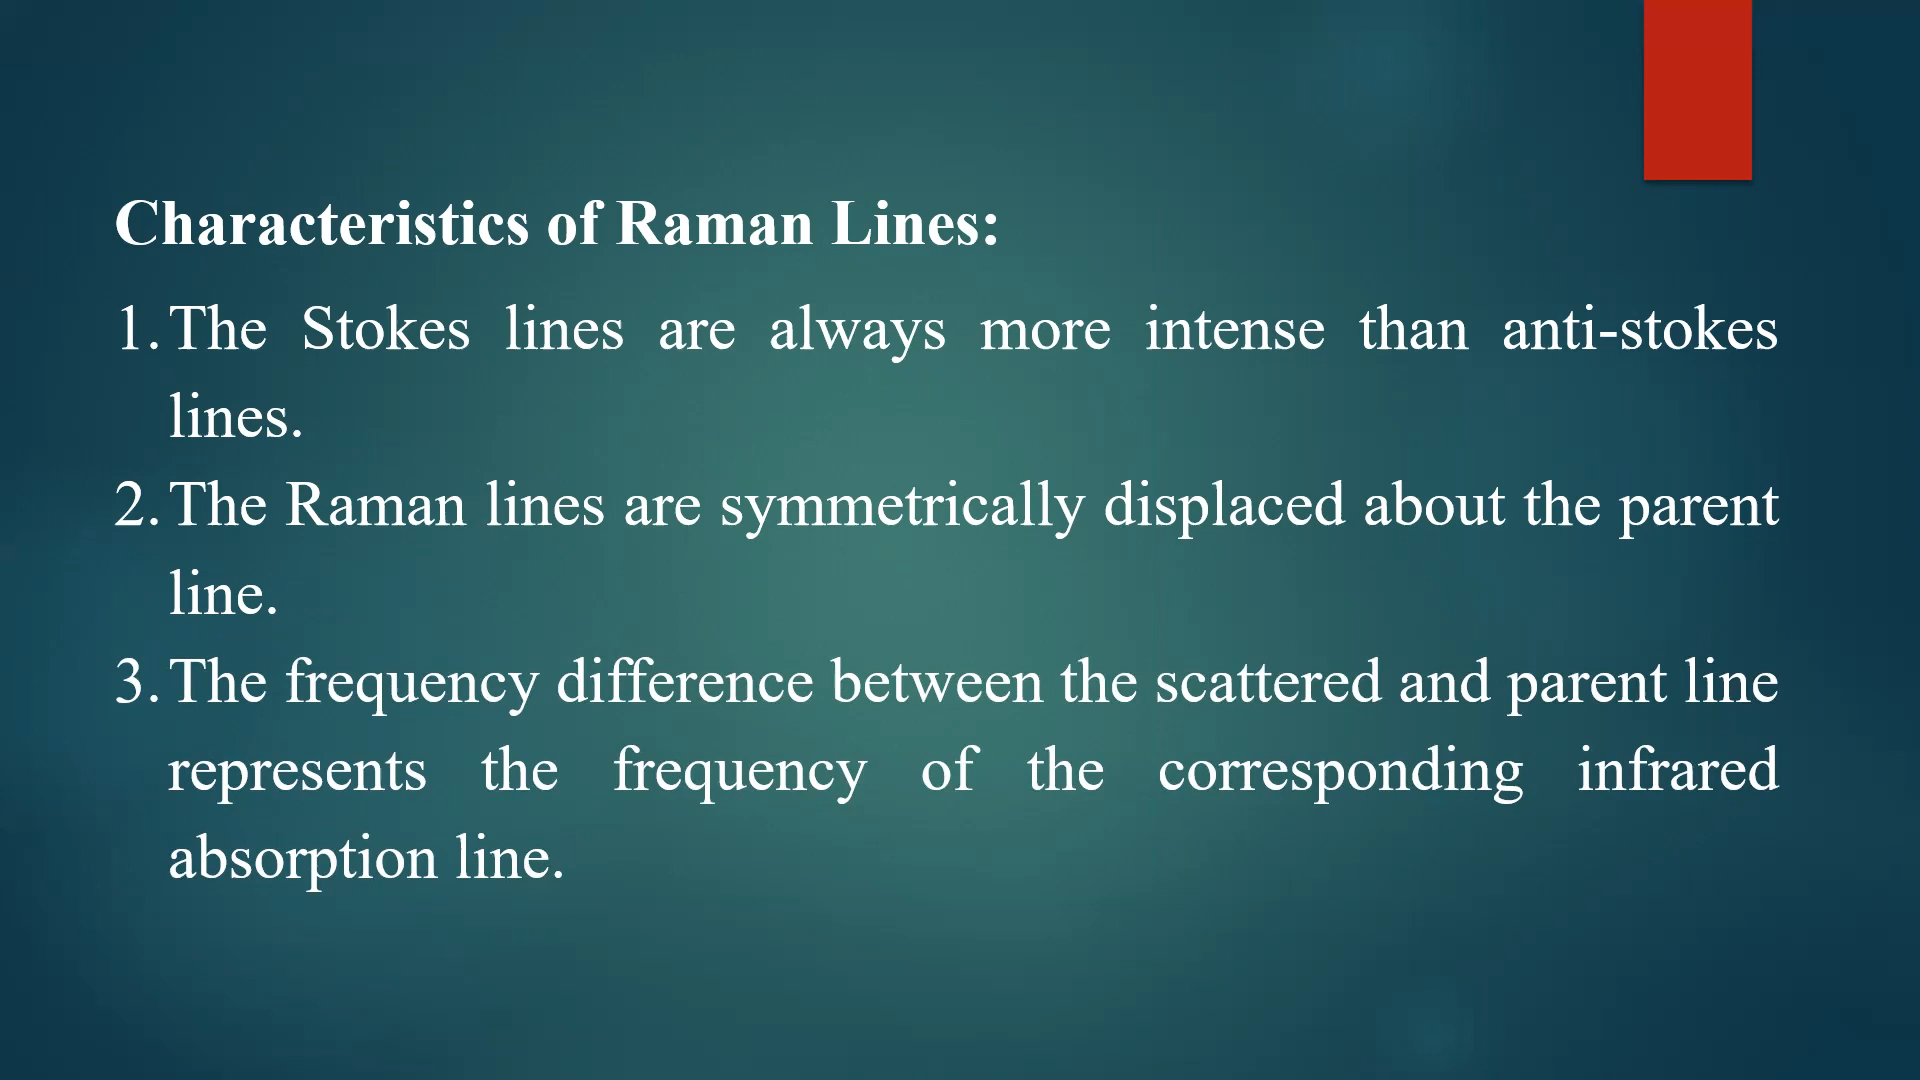 Characteristics of Raman Lines:
1. The Stokes lines are always more intense than anti-stokes
lines.
2. The Raman lines are symmetrically displaced about the parent
line.
3. The frequency difference between the scattered and parent line
represents the frequency of the corresponding infrared
absorption line.